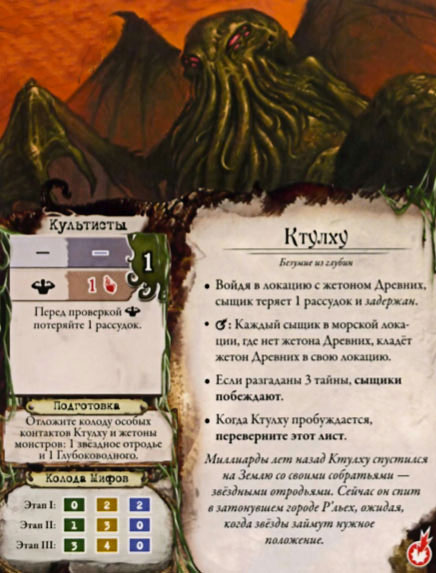 Культисты
— — 1
1
Перед проверкой
потеряйте 1 рассудок.
Подготовка
Отложите колоду особых
контактов Ктулху и жетоны
монстров: 1 звёздное отродье
и 1 Глубоководного.
Колода Мифов
Этап I: 0 2 2
Этап II: 1 3 0
Этап III: 3 4 0
Ктулху
Безумие из глубин
• Войдя в локацию с жетоном Древних,
сыщик теряет 1 рассудок и задержан.
• : Каждый сыщик в морской лока-
ции, где нет жетона Древних, кладёт
жетон Древних в свою локацию.
• Если разгаданы 3 тайны, сыщики
побеждают.
• Когда Ктулху пробуждается,
переверните этот лист.
Миллиарды лет назад Ктулху спустился
на Землю со своими собратьями —
звёздными отродьями. Сейчас он спит
в затонувшем городе Р'льех, ожидая,
когда звёзды займут нужное
положение.